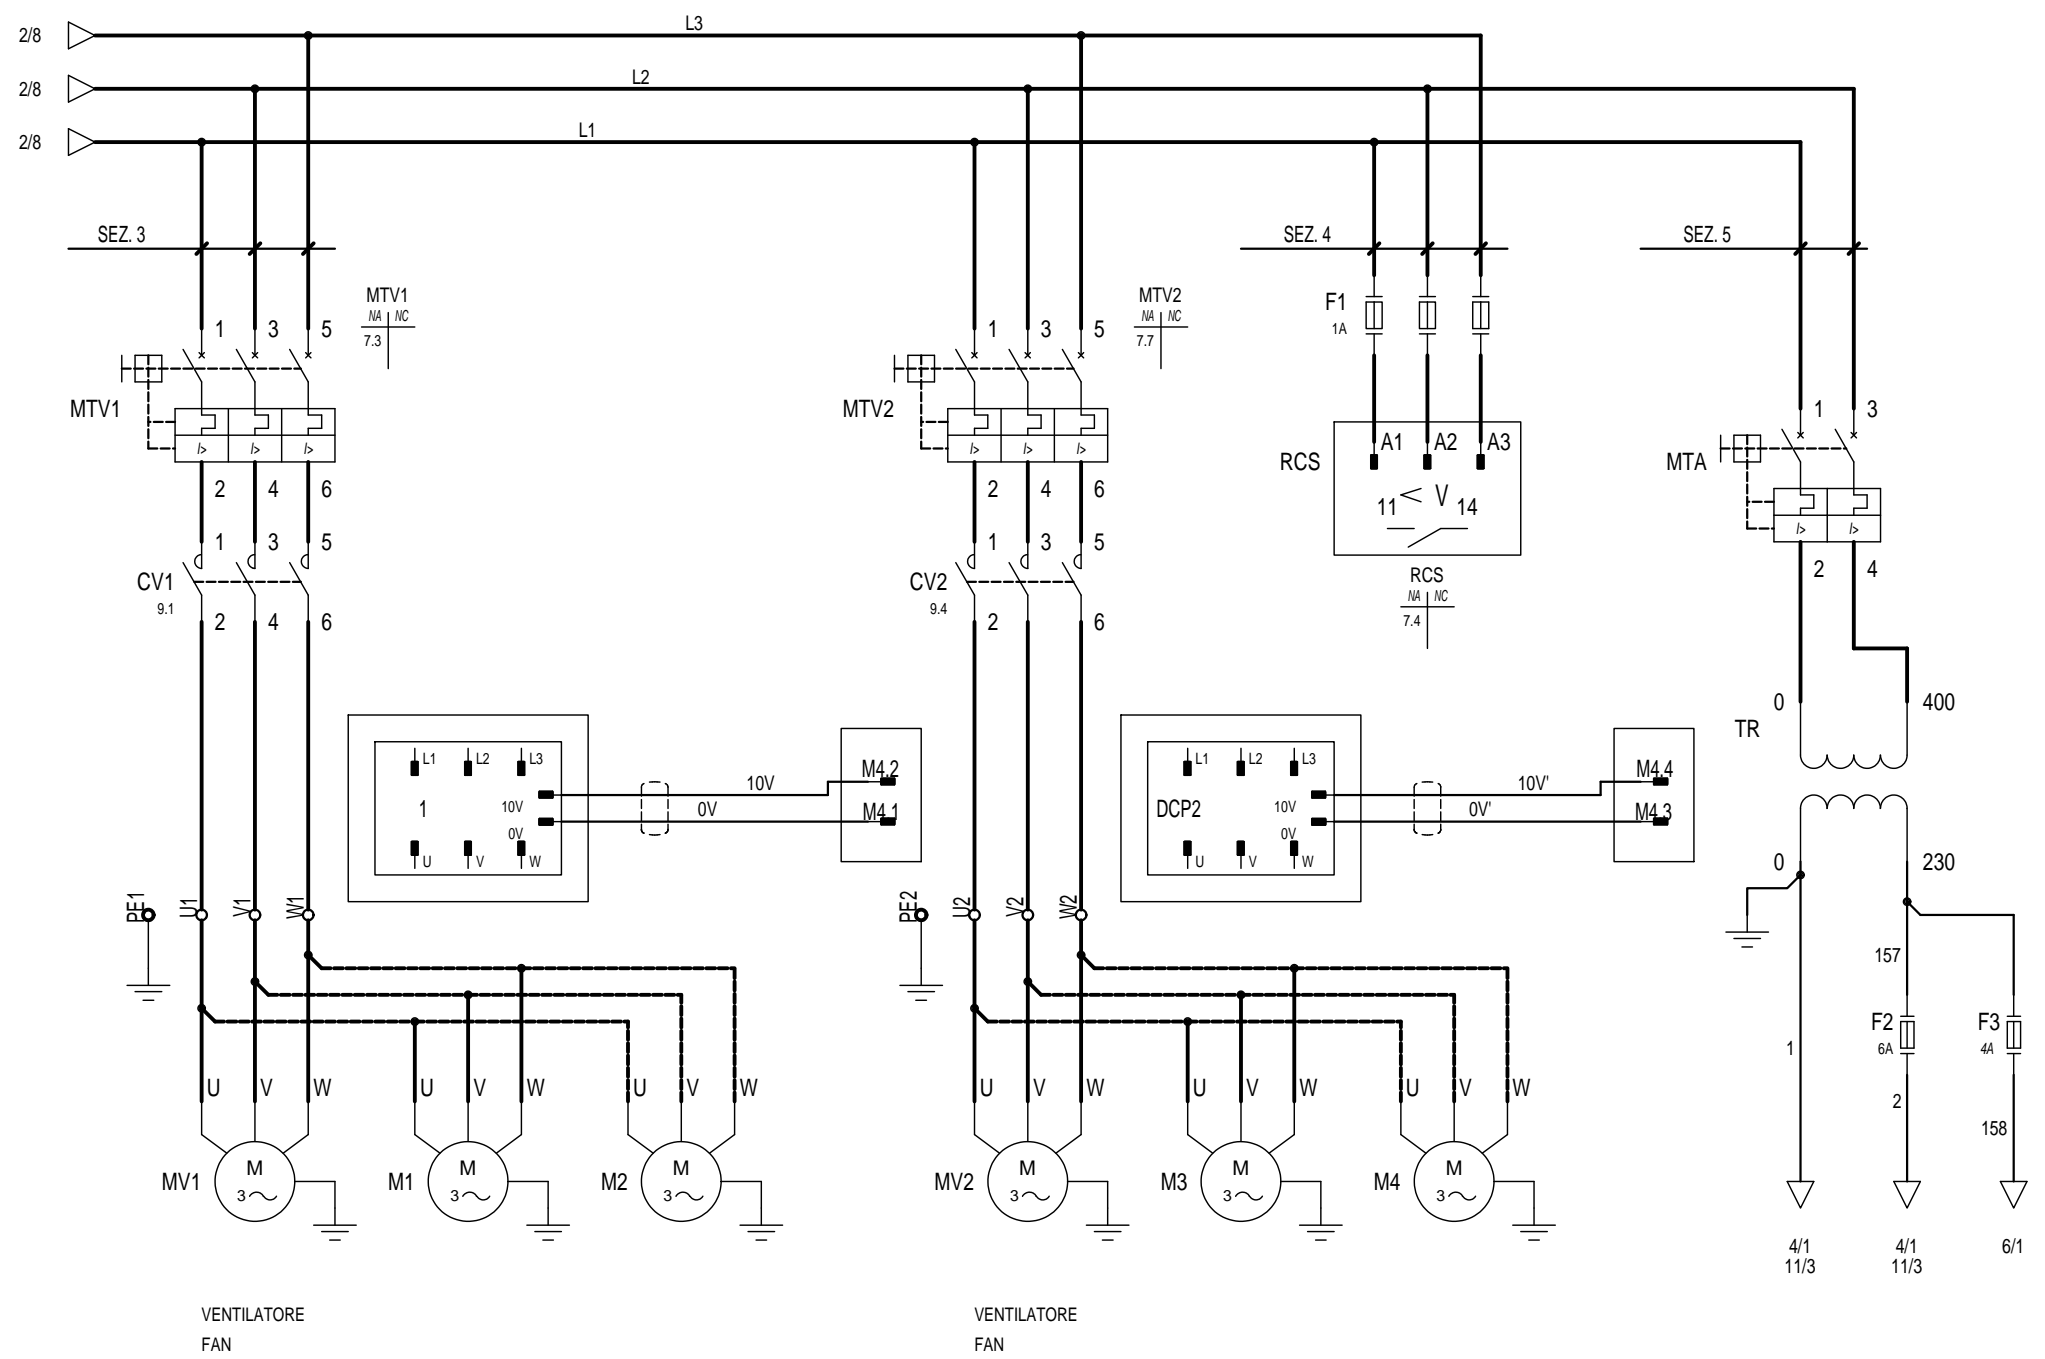 2/8 L3
2/8 L2
2/8 L1
SEZ. 3 SEZ. 4 SEZ. 5
MTV1 MTV2
NA NC NA NC
7.3 7.7
1 3 5 1 3 5
F1
1A
MTV1 MTV2
I> I> I> I> I> I>
2 4 6 2 4 6
A1 A2 A3
RCS
< V
11 14
1 3
MTA
I> I>
2 4
1 3 5 1 3 5
CV1 CV2
9.1 9.4
2 4 6 2 4 6
RCS
NA NC
7.4
0 400
TR
L1 L2 L3
1 10V
0V
U V W
10V M4.2
0V M4.1
L1 L2 L3
DCP2 10V
0V
U V W
10V' M4.4
0V' M4.3
0 230
PE1 U1 V1 W1 PE2 U2 V2 W2
157
F2 F3
6A 4A
1
2
158
U V W U V W U V W U V W U V W U V W
M M M M M M
MV1 M1 M2 MV2 M3 M4
3 3 3 3 3 3
4/1 4/1 6/1
11/3 11/3
VENTILATORE VENTILATORE
FAN FAN